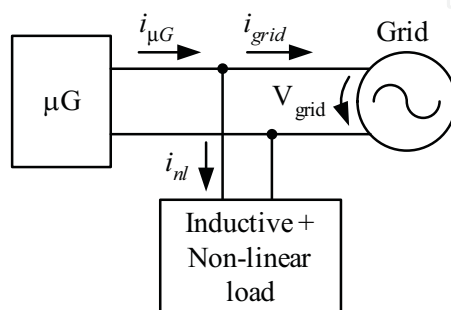 i_μG
i_grid
Grid
μG
V_grid
i_nl
Inductive +
Non-linear
load